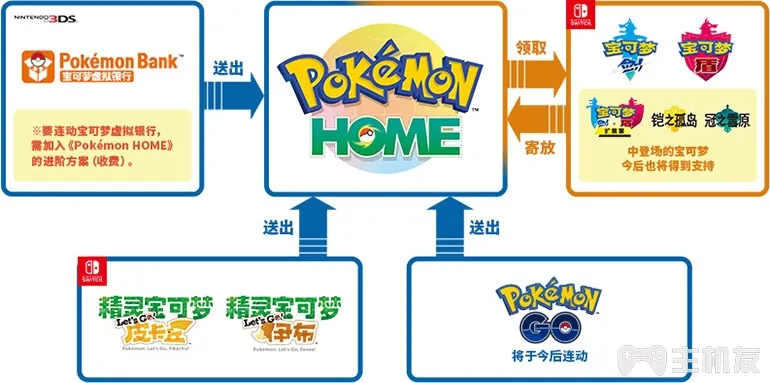 NINTENDO3DS
Pokémon Bank™
宝可梦虚拟银行
※要连动宝可梦虚拟银行，
需加入《Pokémon HOME》
的进阶方案（收费）。
送出
POKÉMON
HOME
领取
寄放
NINTENDO
SWITCH
宝可梦
剑
宝可梦
盾
宝可梦
剑·盾
扩展票
铠之孤岛
冠之雪原
中登场的宝可梦
今后也将得到支持
送出
送出
NINTENDO
SWITCH
精灵宝可梦
Let's Go!
皮卡丘
Pokémon: Let's Go, Pikachu!
精灵宝可梦
Let's Go!
伊布
Pokémon: Let's Go, Eevee!
POKÉMON
GO
将于今后连动
主机友